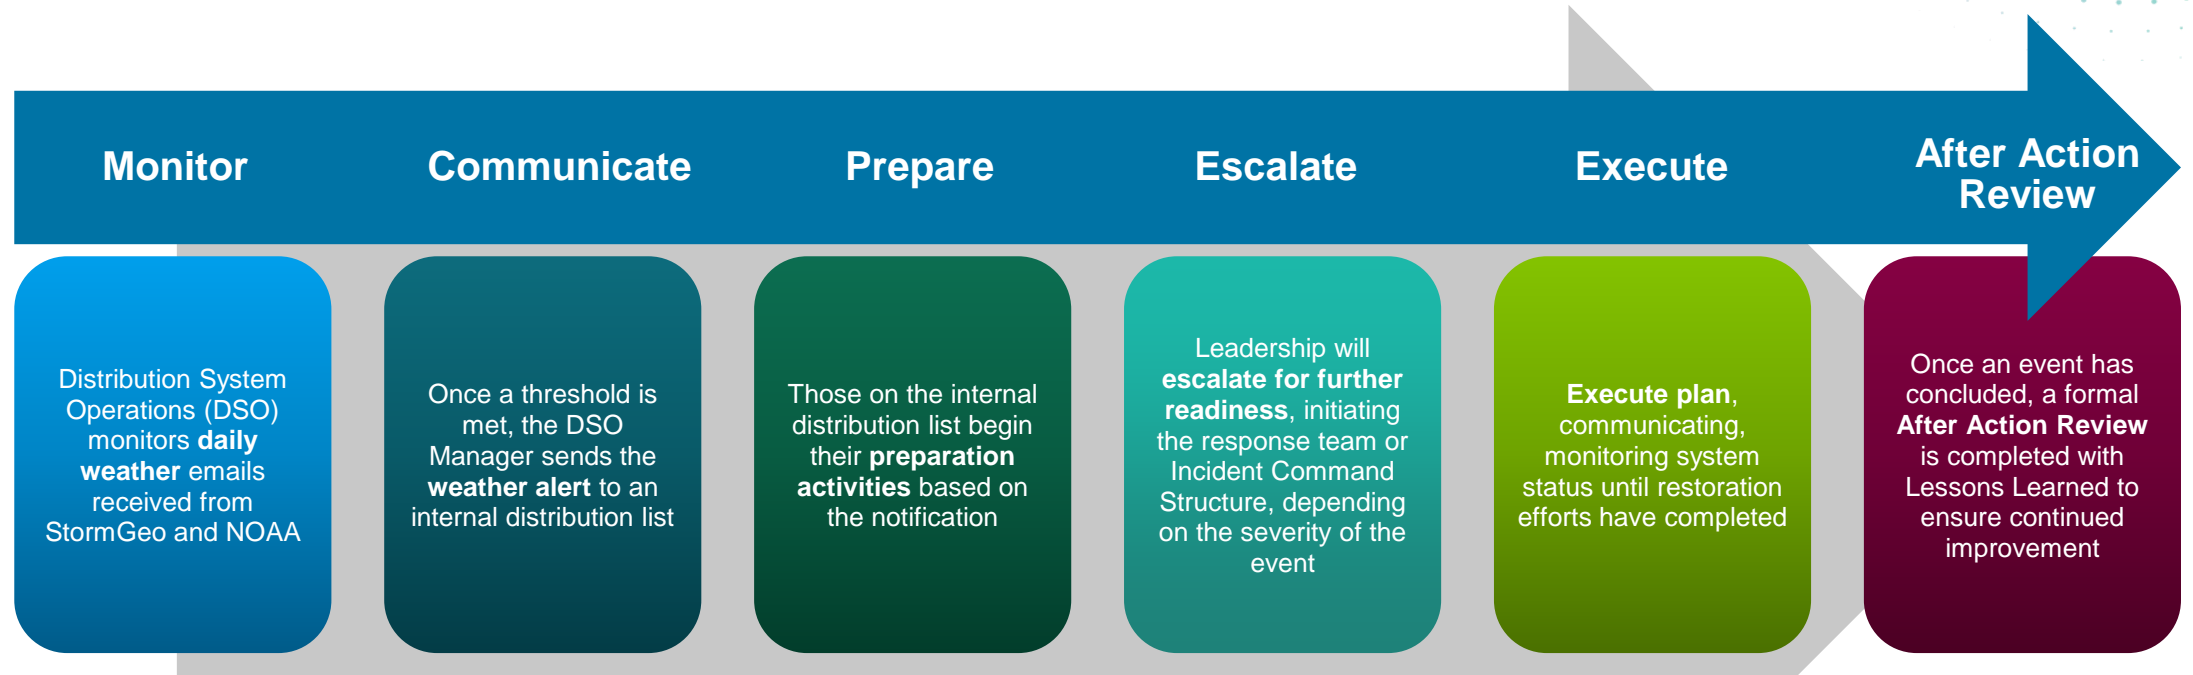 Monitor
Communicate
Prepare
Escalate
Execute
After Action
Review
Distribution System
Operations (DSO)
monitors daily
weather emails
received from
StormGeo and NOAA
Once a threshold is
met, the DSO
Manager sends the
weather alert to an
internal distribution list
Those on the internal
distribution list begin
their preparation
activities based on
the notification
Leadership will
escalate for further
readiness, initiating
the response team or
Incident Command
Structure, depending
on the severity of the
event
Execute plan,
communicating,
monitoring system
status until restoration
efforts have completed
Once an event has
concluded, a formal
After Action Review
is completed with
Lessons Learned to
ensure continued
improvement